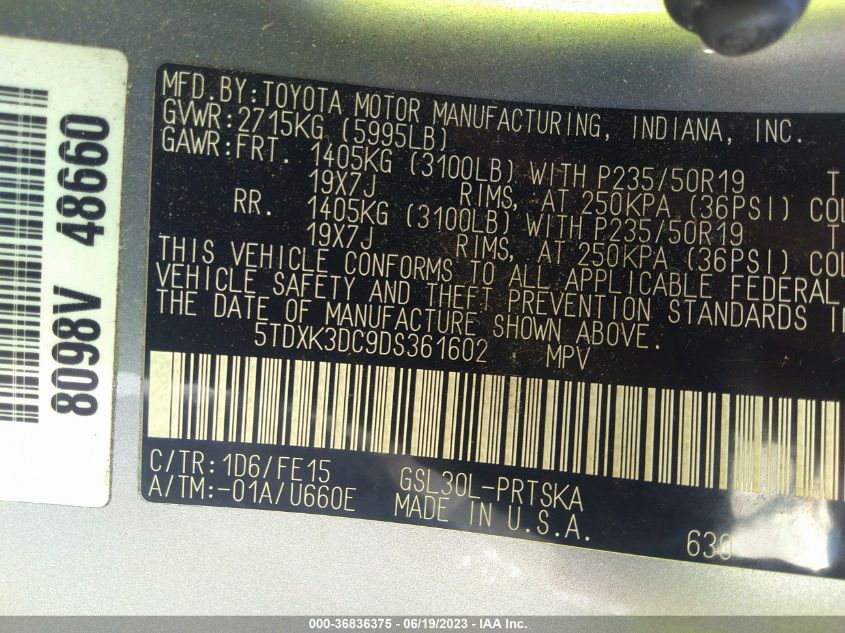 8098V 48660
MFD.BY:TOYOTA MOTOR MANUFACTURING, INDIANA, INC.
GVWR:2715KG (5995LB)
GAWR:FRT. 1405KG (3100LB) WITH P235/50R19 T
19X7J RIMS, AT 250KPA (36PSI) COL
RR. 1405KG (3100LB) WITH P235/50R19 T
19X7J RIMS, AT 250KPA (36PSI) COL
THIS VEHICLE CONFORMS TO ALL APPLICABLE FEDERAL
VEHICLE SAFETY AND THEFT PREVENTION STANDARDS I
THE DATE OF MANUFACTURE SHOWN ABOVE.
5TDXK3DC9DS361602 MPV
C/TR:1D6/FE15 GSL30L-PRTSKA
A/TM:-01A/U660E MADE IN U.S.A.
630
000-36836375 - 06/19/2023 - IAA Inc.